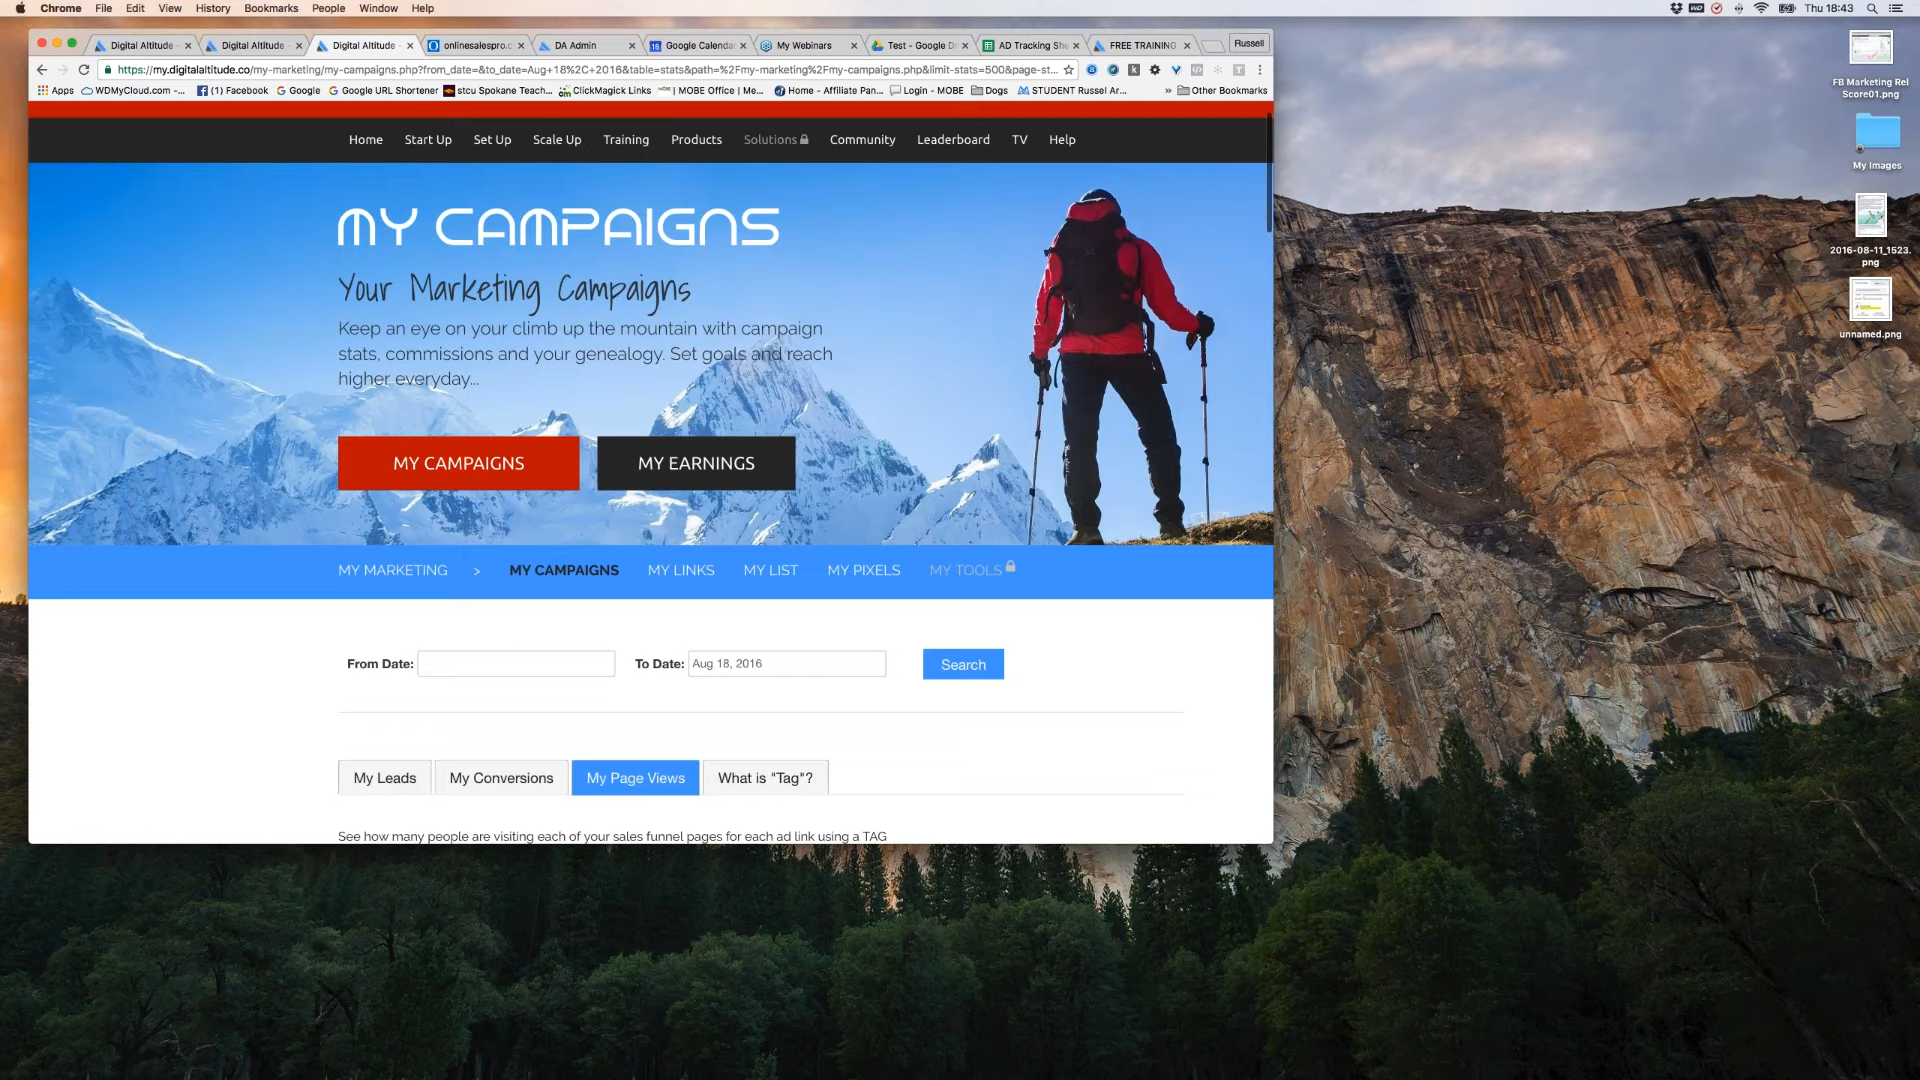 Chrome File Edit View History Bookmarks People Window Help
Thu 18:43
Digital Altitude - Digital Altitude - Digital Altitude - onlinesalespro.c DA Admin Google Calenda My Webinars Test - Google D AD Tracking She FREE TRAINING Russell
https://my.digitalaltitude.co/my-marketing/my-campaigns.php?from_date=&to_date=Aug+18%2C+2016&table=stats&path=%2Fmy-marketing%2Fmy-campaigns.php&limit-stats=500&page-st...
Apps WDMyCloud.com -... (1) Facebook Google Google URL Shortener stcu Spokane Teach... ClickMagick Links | MOBE Office | Me... Home - Affiliate Pan... Login - MOBE Dogs STUDENT Russel Ar... » Other Bookmarks
Home Start Up Set Up Scale Up Training Products Solutions Community Leaderboard TV Help
MY CAMPAIGNS
Your Marketing Campaigns
Keep an eye on your climb up the mountain with campaign
stats, commissions and your genealogy. Set goals and reach
higher everyday...
MY CAMPAIGNS MY EARNINGS
MY MARKETING > MY CAMPAIGNS MY LINKS MY LIST MY PIXELS MY TOOLS
From Date: To Date: Aug 18, 2016 Search
My Leads My Conversions My Page Views What is "Tag"?
See how many people are visiting each of your sales funnel pages for each ad link using a TAG
FB Marketing Rel
Score01.png
My Images
2016-08-11_1523.
png
unnamed.png